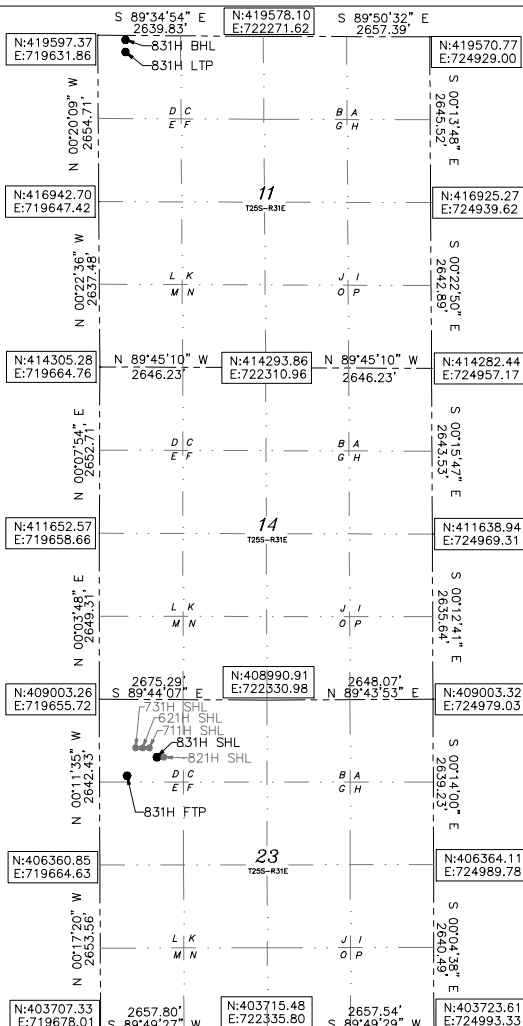 S 89°34'54" E
2639.83'
N:419578.10
E:722271.62
S 89°50'32" E
2657.39'
N:419597.37
E:719631.86
831H BHL
831H LTP
N:419570.77
E:724929.00
N 00°20'09" W
2654.71'
D C
E F
B A
G H
S 00°13'48" E
2645.52'
N:416942.70
E:719647.42
11
T25S-R31E
N:416925.27
E:724939.62
N 00°22'36" W
2637.48'
L K
M N
J I
O P
S 00°22'50" E
2642.89'
N:414305.28
E:719664.76
N 89°45'10" W
2646.23'
N:414293.86
E:722310.96
N 89°45'10" W
2646.23'
N:414282.44
E:724957.17
N 00°07'54" E
2652.71'
D C
E F
B A
G H
S 00°15'47" E
2643.53'
N:411652.57
E:719658.66
14
T25S-R31E
N:411638.94
E:724969.31
N 00°03'48" E
2649.31'
L K
M N
J I
O P
S 00°12'41" E
2635.64'
N:409003.26
E:719655.72
2675.29'
S 89°44'07" E
N:408990.91
E:722330.98
2648.07'
N 89°43'53" E
N:409003.32
E:724979.03
731H SHL
621H SHL
711H SHL
831H SHL
821H SHL
N 00°11'35" W
2642.43'
D C
E F
B A
G H
S 00°14'00" E
2639.23'
831H FTP
N:406360.85
E:719664.63
23
T25S-R31E
N:406364.11
E:724989.78
N 00°17'20" W
2653.56'
L K
M N
J I
O P
S 00°04'38" E
2640.49'
N:403707.33
E:719678.01
2657.80'
S 89°49'27" W
N:403715.48
E:722335.80
2657.54'
S 89°49'29" W
N:403723.61
E:724993.33